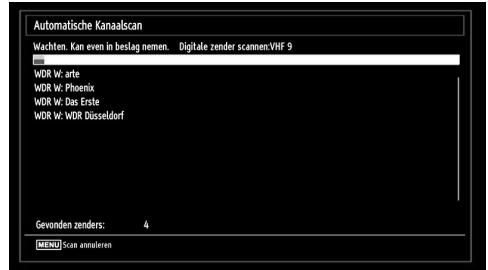 Automatische Kanaalscan
Wachten. Kan even in beslag nemen. Digitale zender scannen:VHF 9
WDR W: arte
WDR W: Phoenix
WDR W: Das Erste
WDR W: WDR Düsseldorf
Gevonden zenders: 4
MENU Scan annuleren